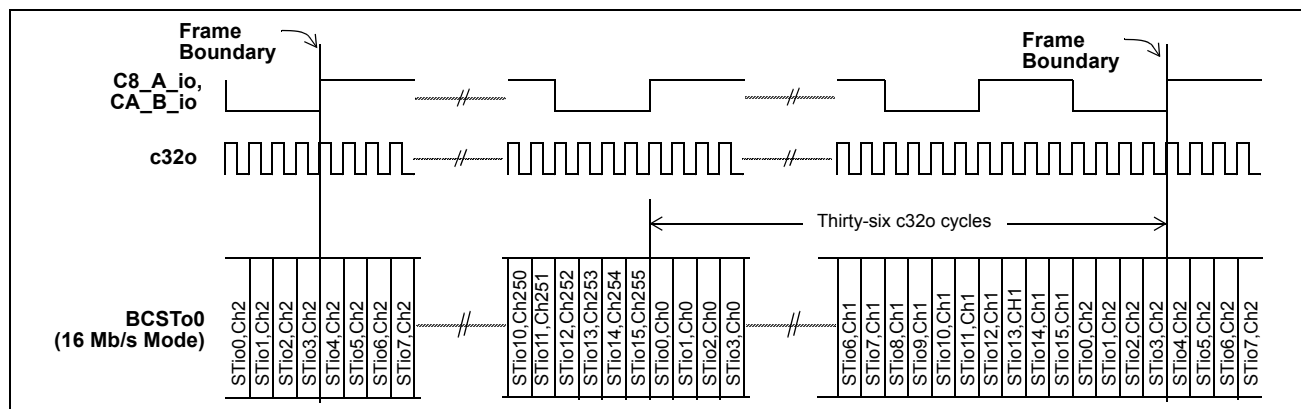 Frame
Boundary
Frame
Boundary
C8_A_io,
CA_B_io
c32o
Thirty-six c32o cycles
BCSTo0
(16 Mb/s Mode)
STio0,Ch2
STio1,Ch2
STio2,Ch2
STio3,Ch2
STio4,Ch2
STio5,Ch2
STio6,Ch2
STio7,Ch2
STio10,Ch250
STio11,Ch251
STio12,Ch252
STio13,Ch253
STio14,Ch254
STio15,Ch255
STio0,Ch0
STio1,Ch0
STio2,Ch0
STio3,Ch0
STio6,Ch1
STio7,Ch1
STio8,Ch1
STio9,Ch1
STio10,Ch1
STio11,Ch1
STio12,Ch1
STio13,CH1
STio14,Ch1
STio15,Ch1
STio0,Ch2
STio1,Ch2
STio2,Ch2
STio3,Ch2
STio4,Ch2
STio5,Ch2
STio6,Ch2
STio7,Ch2